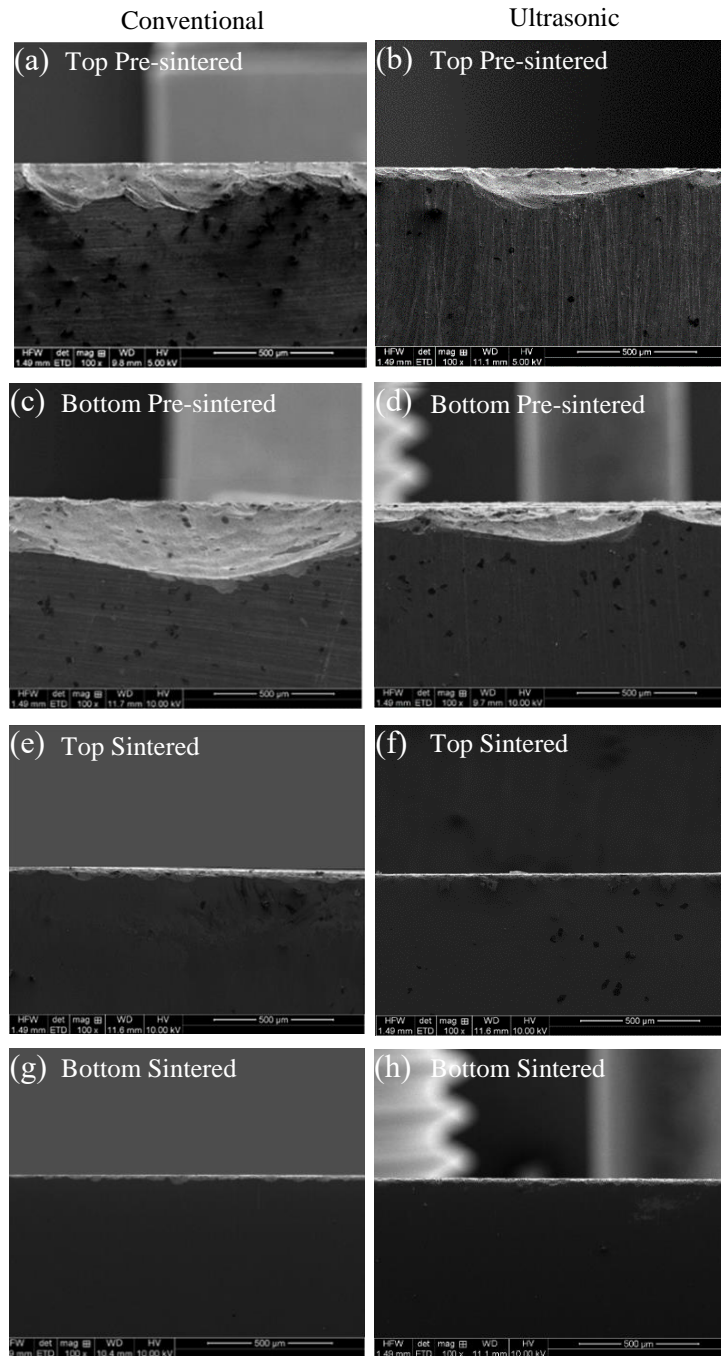 Conventional
Ultrasonic
(a) Top Pre-sintered
HFW det mag WD HV
1.49 mm ETD 100 x 9.8 mm 5.00 kV 500 µm
(b) Top Pre-sintered
HFW det mag WD HV
1.49 mm ETD 100 x 11.1 mm 5.00 kV 500 µm
(c) Bottom Pre-sintered
HFW det mag WD HV
1.49 mm ETD 100 x 11.7 mm 10.00 kV 500 µm
(d) Bottom Pre-sintered
HFW det mag WD HV
1.49 mm ETD 100 x 9.7 mm 10.00 kV 500 µm
(e) Top Sintered
HFW det mag WD HV
1.49 mm ETD 100 x 11.6 mm 10.00 kV 500 µm
(f) Top Sintered
HFW det mag WD HV
1.49 mm ETD 100 x 11.6 mm 10.00 kV 500 µm
(g) Bottom Sintered
FW det mag WD HV
9 mm ETD 100 x 10.4 mm 10.00 kV 500 µm
(h) Bottom Sintered
HFW det mag WD HV
1.49 mm ETD 100 x 11.1 mm 10.00 kV 500 µm